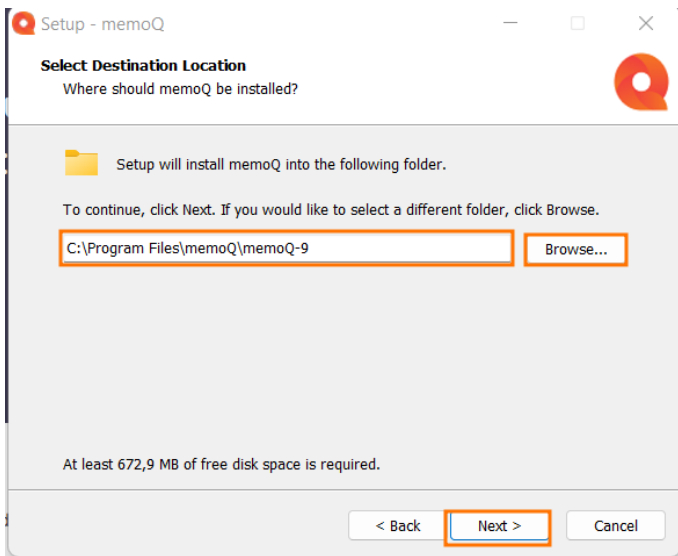 Setup - memoQ
Select Destination Location
Where should memoQ be installed?
Setup will install memoQ into the following folder.
To continue, click Next. If you would like to select a different folder, click Browse.
C:\Program Files\memoQ\memoQ-9
Browse...
At least 672,9 MB of free disk space is required.
< Back
Next >
Cancel